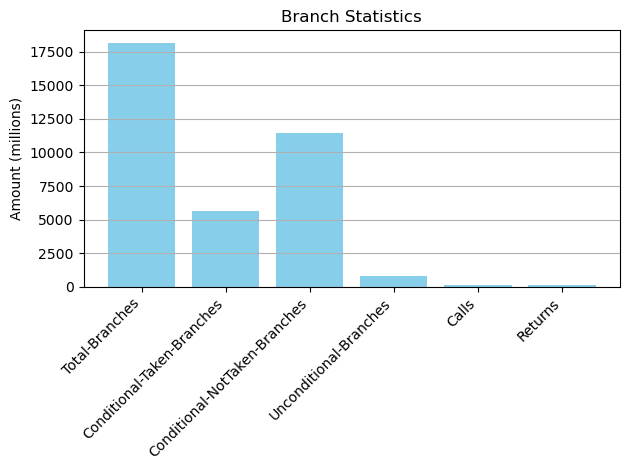 Branch Statistics
Amount (millions)
17500
15000
12500
10000
7500
5000
2500
0
Total-Branches
Conditional-Taken-Branches
Conditional-NotTaken-Branches
Unconditional-Branches
Calls
Returns